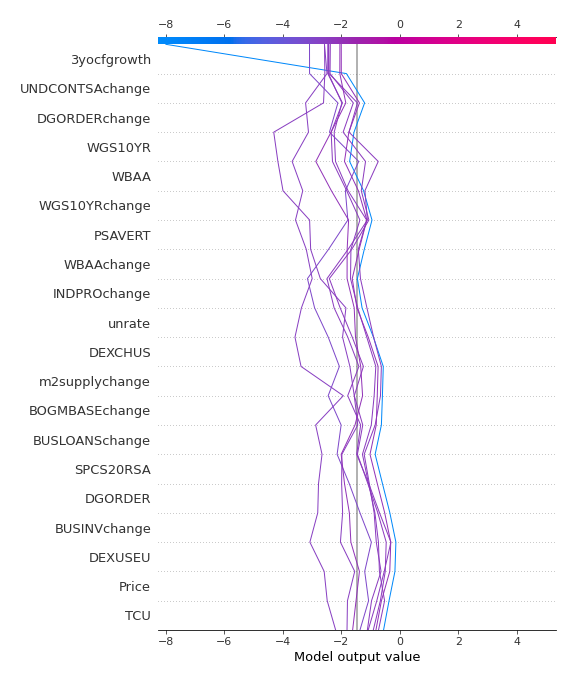 −8 −6 −4 −2 0 2 4
3yocfgrowth
UNDCONTSAchange
DGORDERchange
WGS10YR
WBAA
WGS10YRchange
PSAVERT
WBAAchange
INDPROchange
unrate
DEXCHUS
m2supplychange
BOGMBASEchange
BUSLOANSchange
SPCS20RSA
DGORDER
BUSINVchange
DEXUSEU
Price
TCU
−8 −6 −4 −2 0 2 4
Model output value